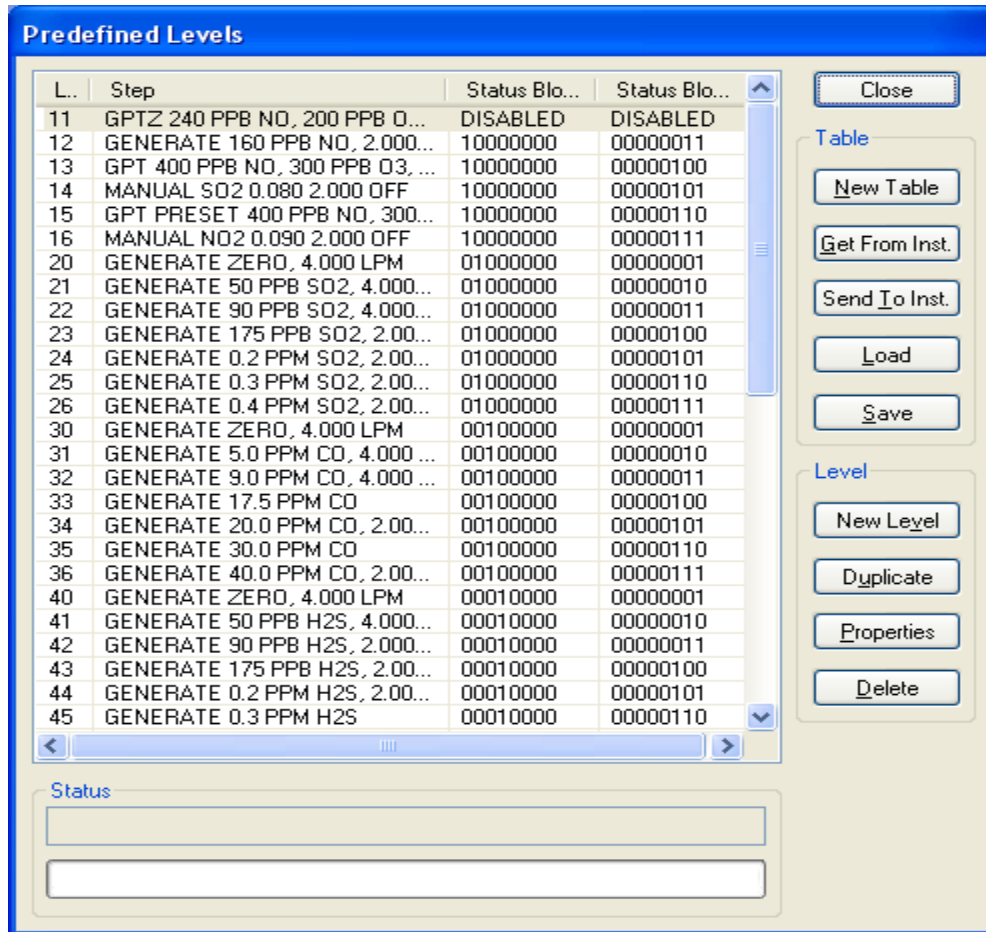 Predefined Levels
L.. Step Status Blo... Status Blo...
11 GPTZ 240 PPB NO, 200 PPB O... DISABLED DISABLED
12 GENERATE 160 PPB NO, 2.000... 10000000 00000011
13 GPT 400 PPB NO, 300 PPB O3, ... 10000000 00000100
14 MANUAL SO2 0.080 2.000 OFF 10000000 00000101
15 GPT PRESET 400 PPB NO, 300... 10000000 00000110
16 MANUAL NO2 0.090 2.000 OFF 10000000 00000111
20 GENERATE ZERO, 4.000 LPM 01000000 00000001
21 GENERATE 50 PPB SO2, 4.000... 01000000 00000010
22 GENERATE 90 PPB SO2, 4.000... 01000000 00000011
23 GENERATE 175 PPB SO2, 2.00... 01000000 00000100
24 GENERATE 0.2 PPM SO2, 2.00... 01000000 00000101
25 GENERATE 0.3 PPM SO2, 2.00... 01000000 00000110
26 GENERATE 0.4 PPM SO2, 2.00... 01000000 00000111
30 GENERATE ZERO, 4.000 LPM 00100000 00000001
31 GENERATE 5.0 PPM CO, 4.000 ... 00100000 00000010
32 GENERATE 9.0 PPM CO, 4.000 ... 00100000 00000011
33 GENERATE 17.5 PPM CO 00100000 00000100
34 GENERATE 20.0 PPM CO, 2.00... 00100000 00000101
35 GENERATE 30.0 PPM CO 00100000 00000110
36 GENERATE 40.0 PPM CO, 2.00... 00100000 00000111
40 GENERATE ZERO, 4.000 LPM 00010000 00000001
41 GENERATE 50 PPB H2S, 4.000... 00010000 00000010
42 GENERATE 90 PPB H2S, 2.000... 00010000 00000011
43 GENERATE 175 PPB H2S, 2.00... 00010000 00000100
44 GENERATE 0.2 PPM H2S, 2.00... 00010000 00000101
45 GENERATE 0.3 PPM H2S 00010000 00000110
Close
Table
New Table
Get From Inst.
Send To Inst.
Load
Save
Level
New Level
Duplicate
Properties
Delete
Status